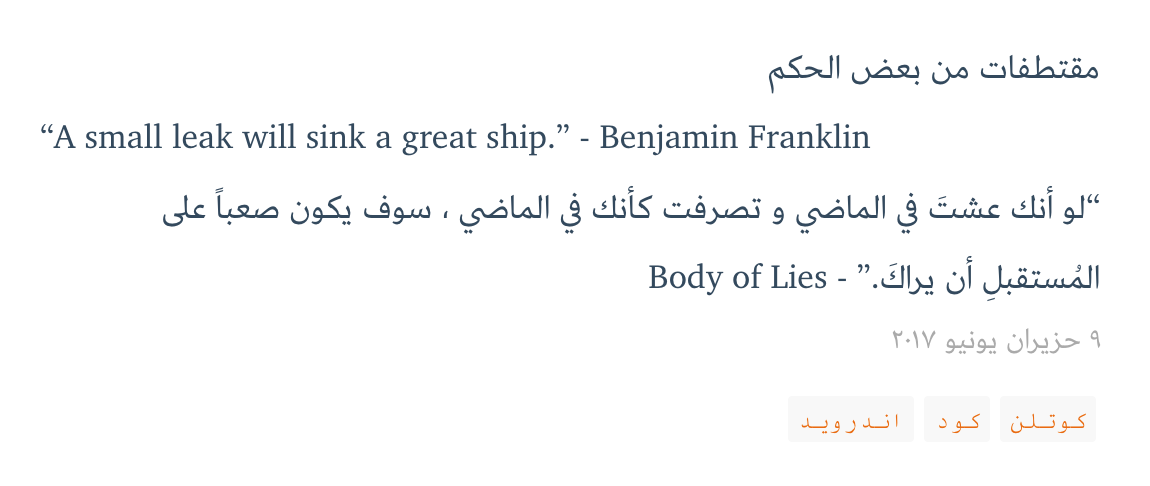 مقتطفات من بعض الحكم
“A small leak will sink a great ship.” - Benjamin Franklin
“لو أنك عشتَ في الماضي و تصرفت كأنك في الماضي ، سوف يكون صعباً على
المُستقبلِ أن يراكَ.” - Body of Lies
٩ حزيران يونيو ٢٠١٧
كوتلن كود اندرويد